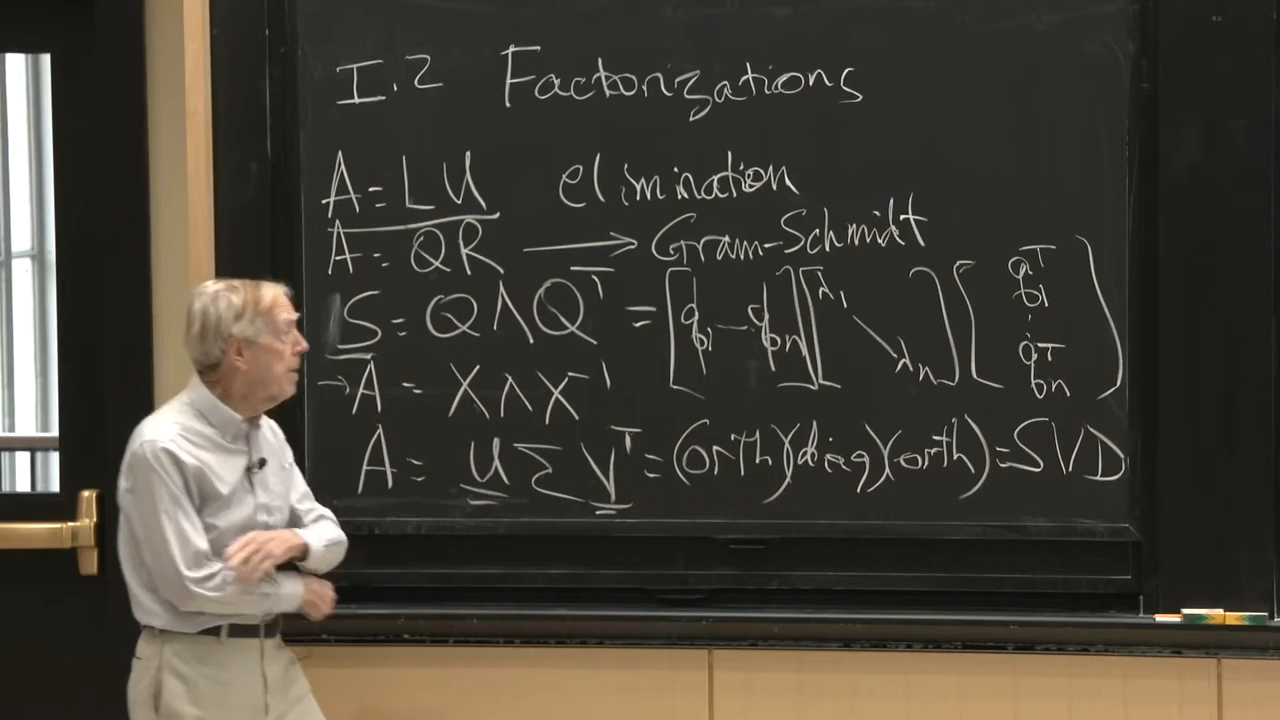 I.2 Factorizations
A = LU elimination
A = QR → Gram-Schmidt
S = QΛQᵀ = [q₁ — qₙ] [λ₁ \ λₙ] [q₁ᵀ : qₙᵀ]
→ A = XΛX⁻¹
A = UΣVᵀ = (orth)(diag)(orth) = SVD